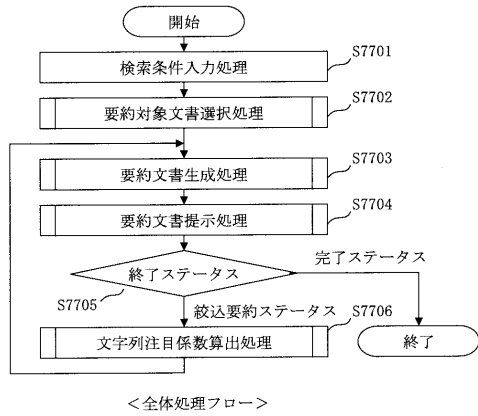 開始
検索条件入力処理
S7701
要約対象文書選択処理
S7702
要約文書生成処理
S7703
要約文書提示処理
S7704
終了ステータス
完了ステータス
S7705
絞込要約ステータス
S7706
文字列注目係数算出処理
終了
<全体処理フロー>